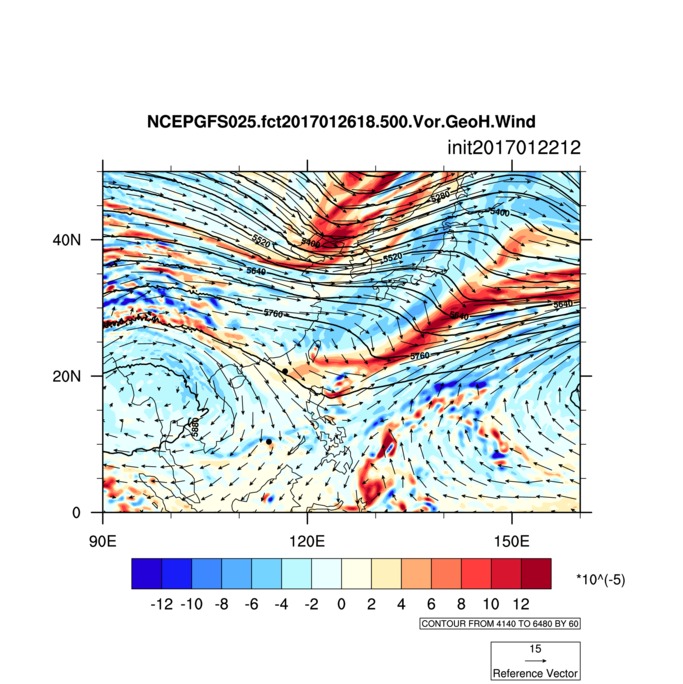 NCEPGFS025.fct2017012618.500.Vor.GeoH.Wind
init2017012212
5280
5400
5520
5400
40N
5520
5640
5760
5640
5640
5760
20N
5880
0
90E 120E 150E
*10^(-5)
-12 -10 -8 -6 -4 -2 0 2 4 6 8 10 12
CONTOUR FROM 4140 TO 6480 BY 60
15
Reference Vector